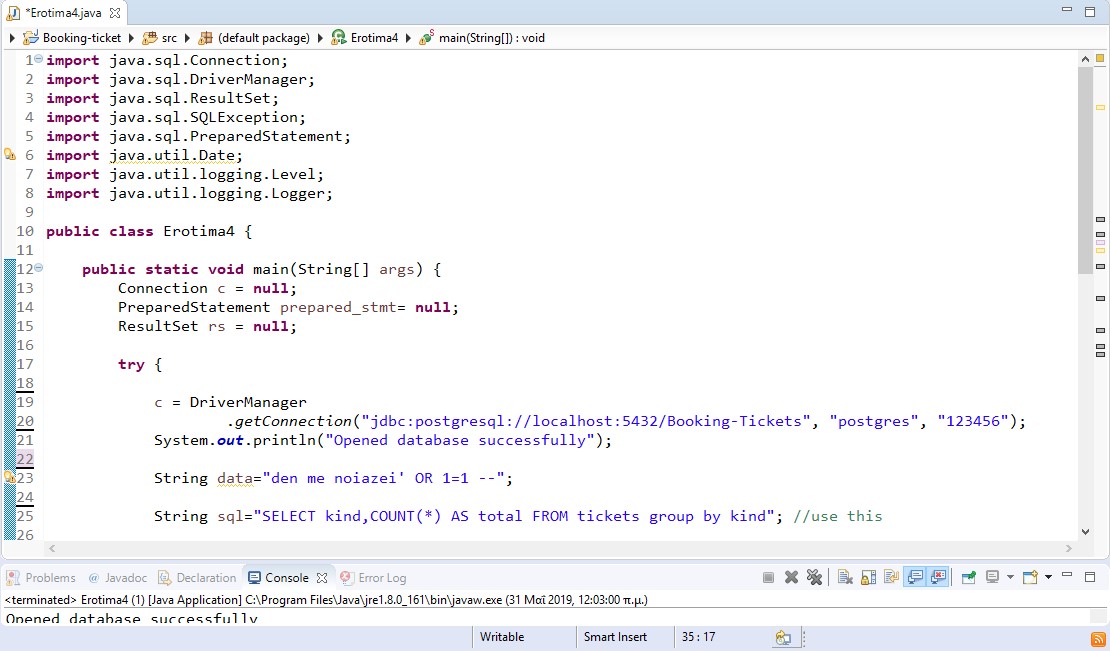 *Erotima4.java
Booking-ticket src (default package) Erotima4 main(String[]) : void
1 import java.sql.Connection;
2 import java.sql.DriverManager;
3 import java.sql.ResultSet;
4 import java.sql.SQLException;
5 import java.sql.PreparedStatement;
6 import java.util.Date;
7 import java.util.logging.Level;
8 import java.util.logging.Logger;
9
10 public class Erotima4 {
11
12 public static void main(String[] args) {
13 Connection c = null;
14 PreparedStatement prepared_stmt= null;
15 ResultSet rs = null;
16
17 try {
18
19 c = DriverManager
20 .getConnection("jdbc:postgresql://localhost:5432/Booking-Tickets", "postgres", "123456");
21 System.out.println("Opened database successfully");
22
23 String data="den me noiazei' OR 1=1 --";
24
25 String sql="SELECT kind,COUNT(*) AS total FROM tickets group by kind"; //use this
26
Problems @ Javadoc Declaration Console Error Log
<terminated> Erotima4 (1) [Java Application] C:\Program Files\Java\jre1.8.0_161\bin\javaw.exe (31 Μαΐ 2019, 12:03:00 π.μ.)
Opened database successfully
Writable Smart Insert 35 : 17